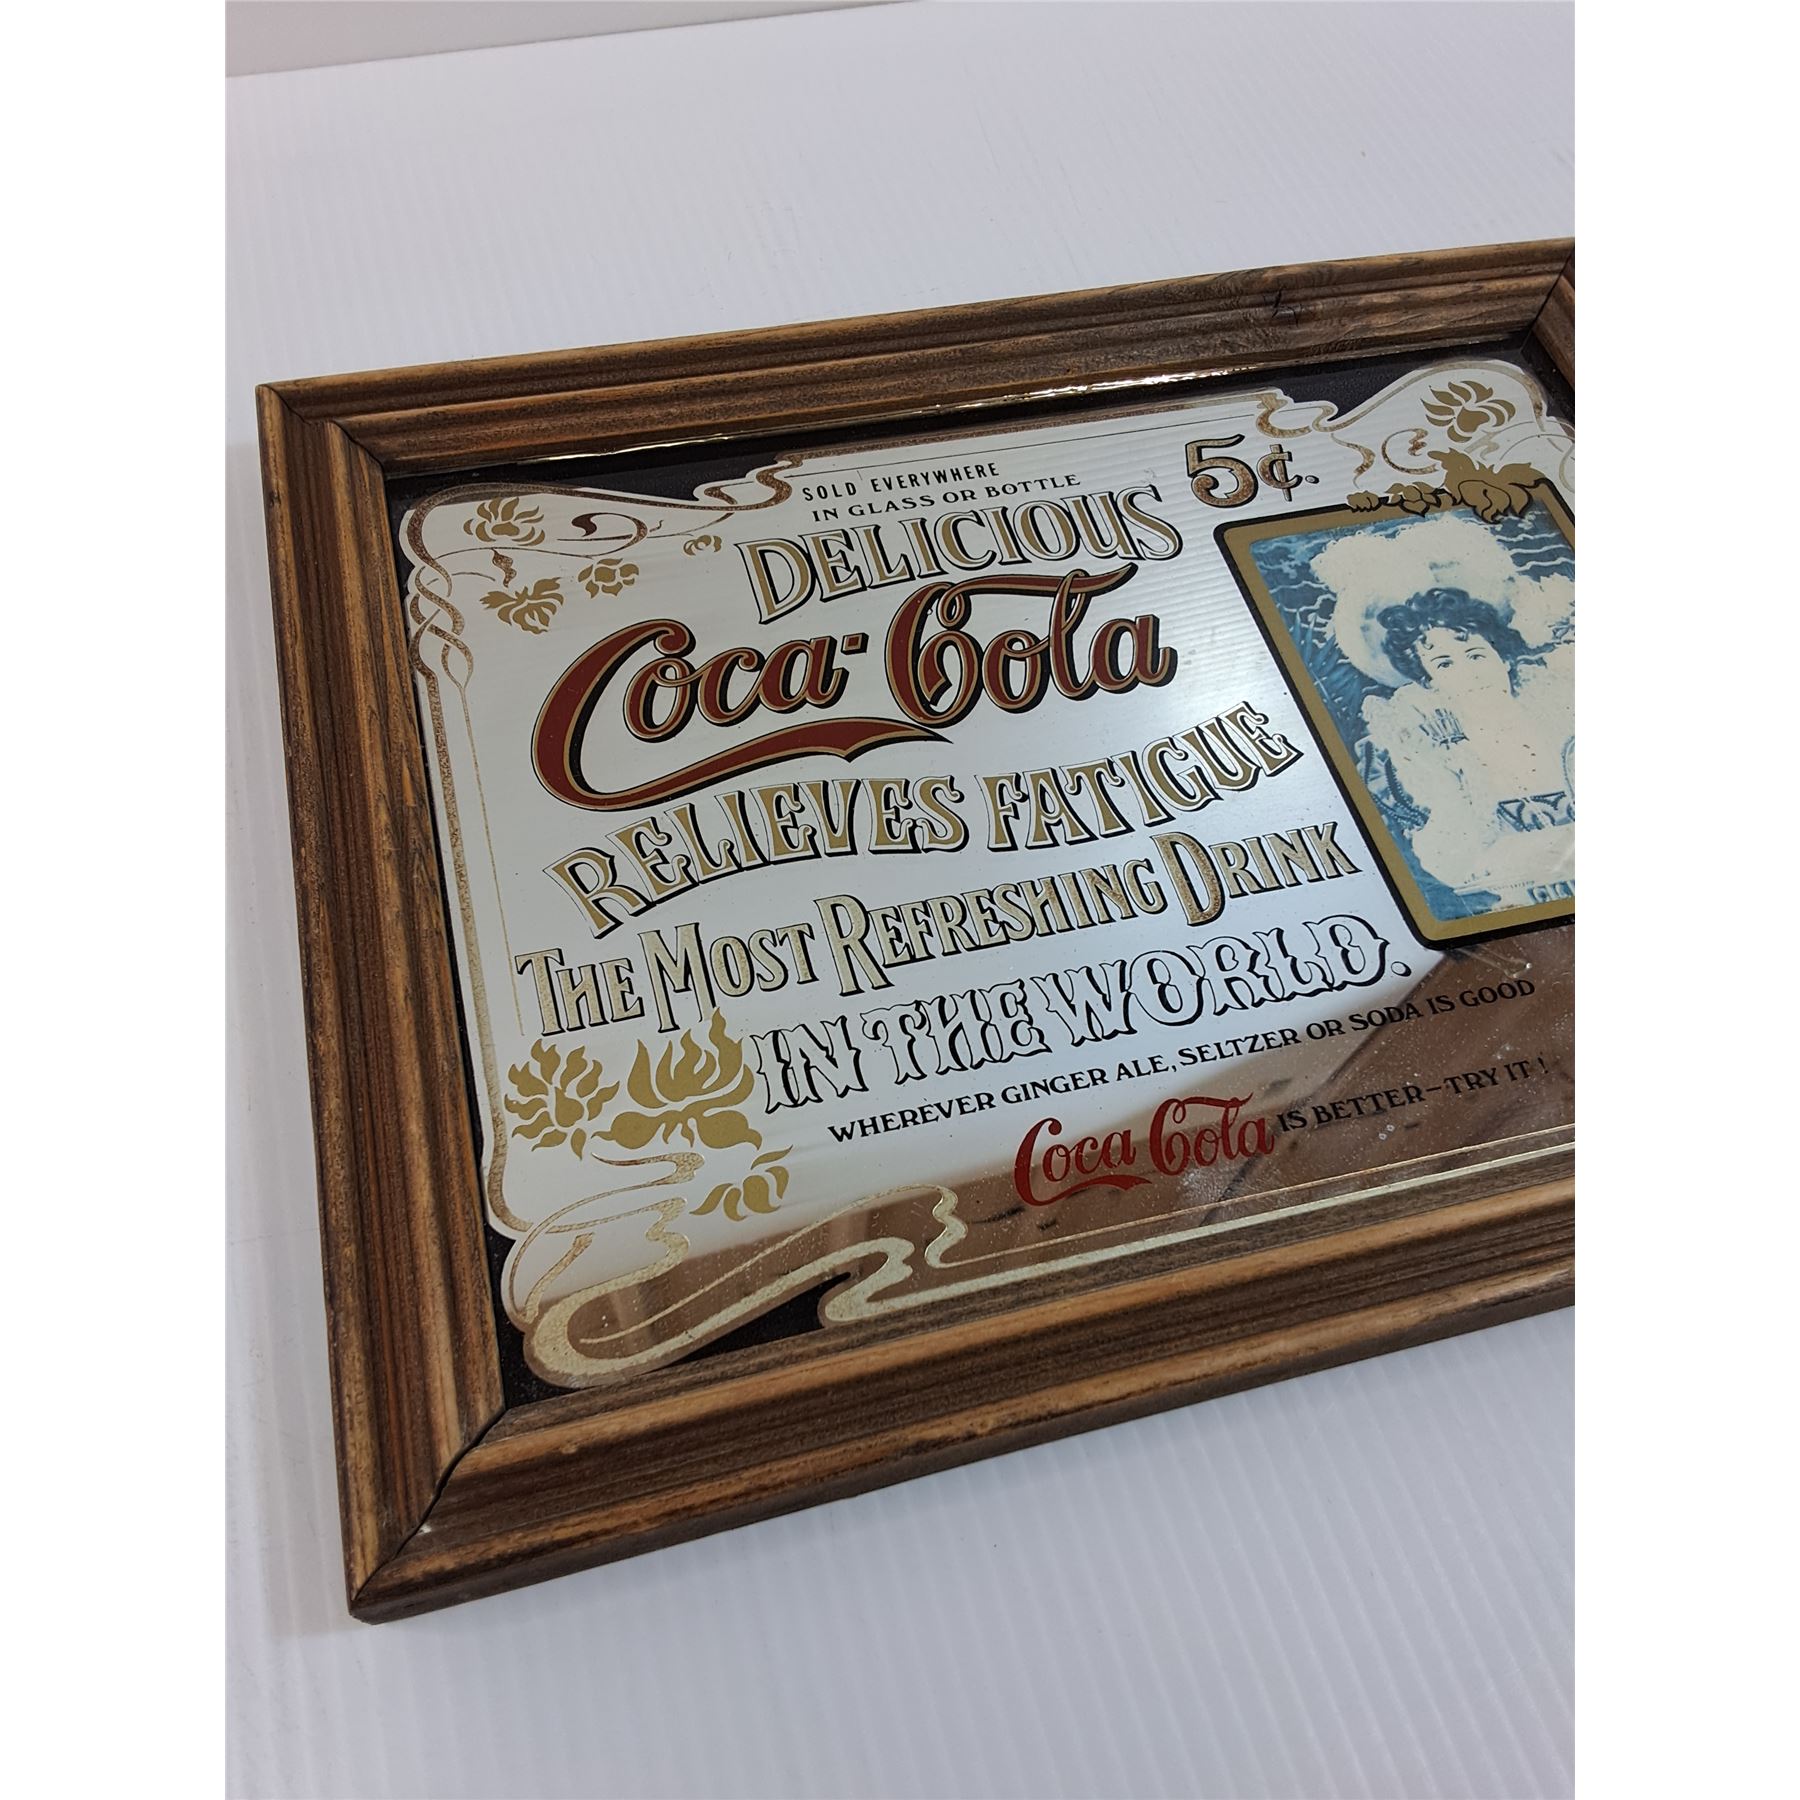 SOLD EVERYWHERE
IN GLASS OR BOTTLE
5¢.
DELICIOUS
Coca-Cola
RELIEVES FATIGUE
THE MOST REFRESHING DRINK
IN THE WORLD.
WHEREVER GINGER ALE, SELTZER OR SODA IS GOOD
Coca Cola IS BETTER-TRY IT!